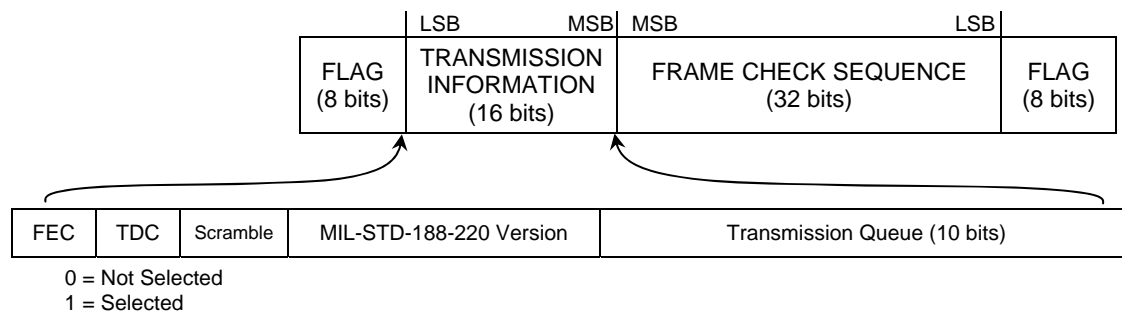 LSB MSB MSB LSB
FLAG
(8 bits)
TRANSMISSION
INFORMATION
(16 bits)
FRAME CHECK SEQUENCE
(32 bits)
FLAG
(8 bits)
FEC TDC Scramble MIL-STD-188-220 Version Transmission Queue (10 bits)
0 = Not Selected
1 = Selected